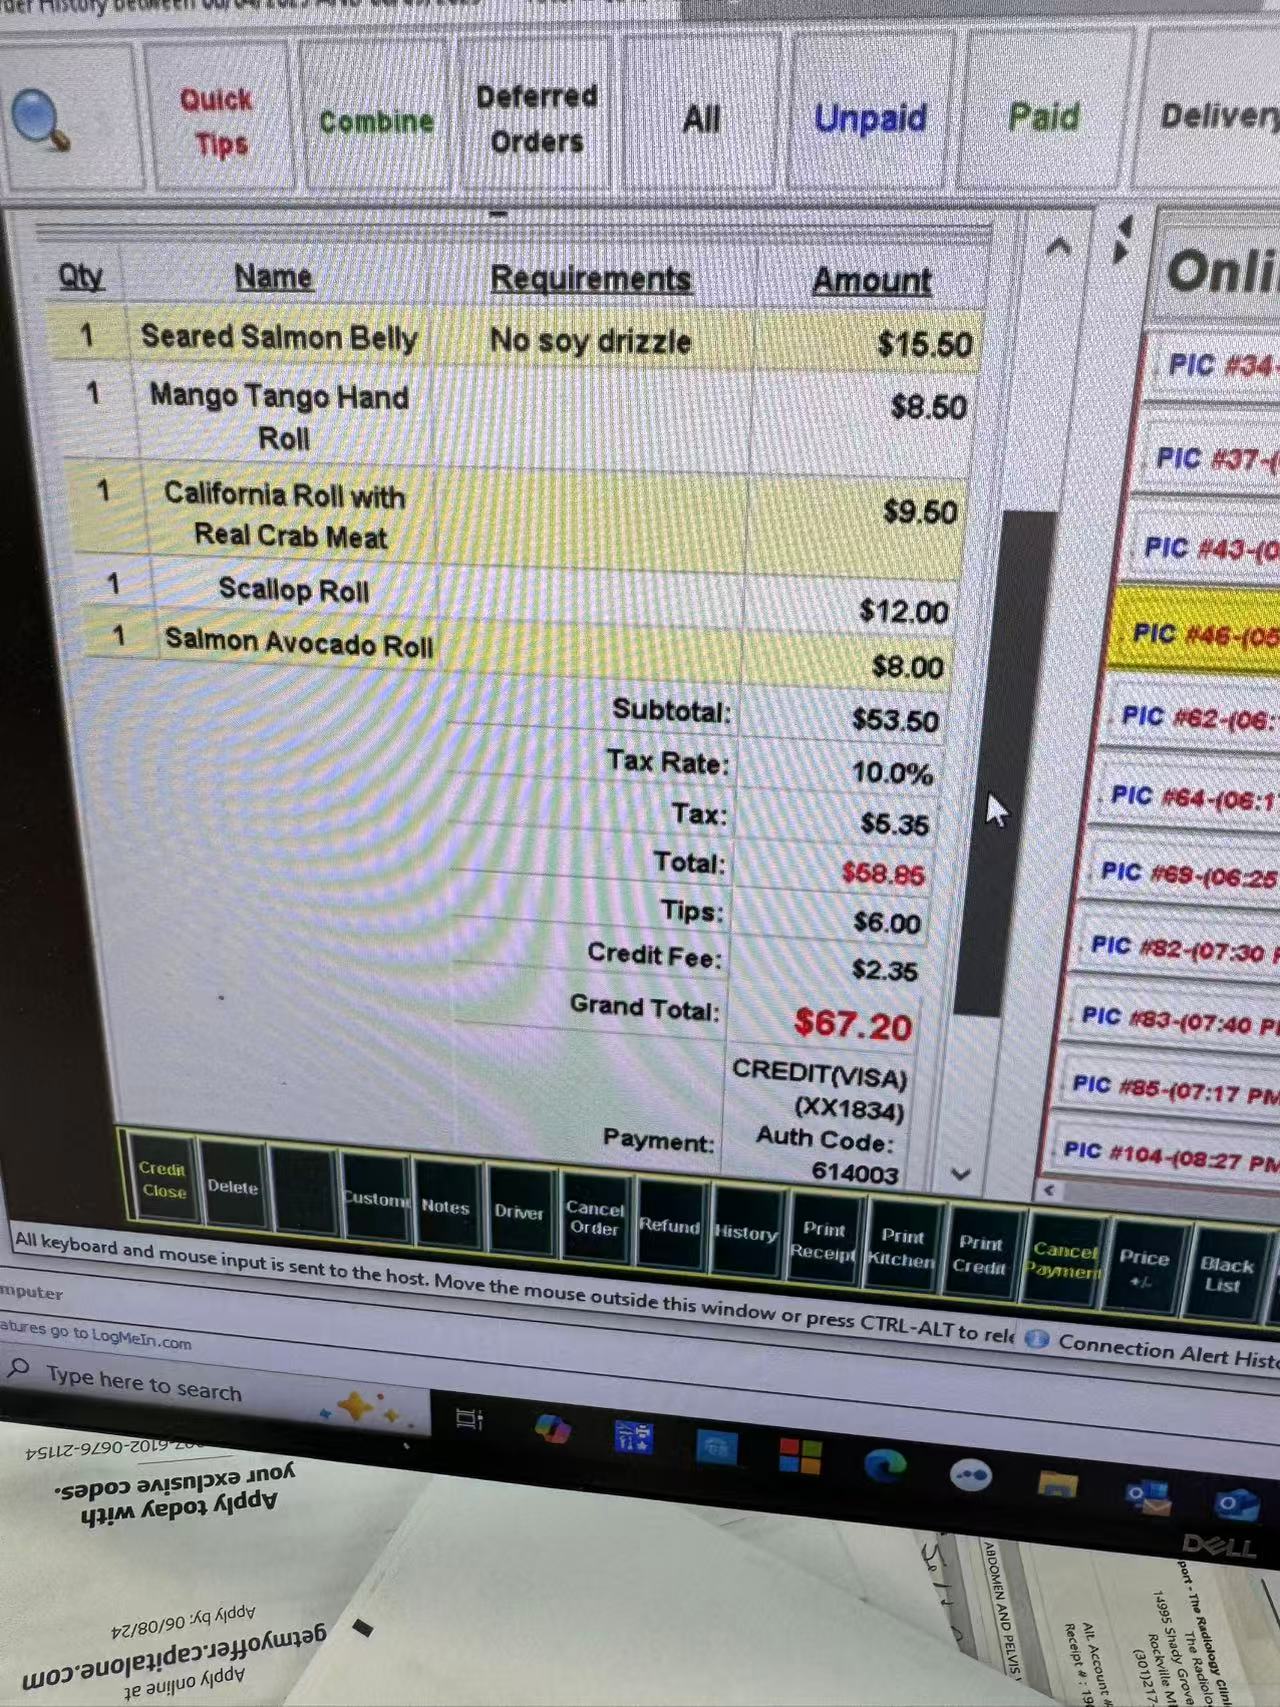 Quick
Tips
Combine
Deferred
Orders
All
Unpaid
Paid
Delivery
Qty Name Requirements Amount
1 Seared Salmon Belly No soy drizzle $15.50
1 Mango Tango Hand
Roll $8.50
1 California Roll with
Real Crab Meat $9.50
1 Scallop Roll $12.00
1 Salmon Avocado Roll $8.00
Subtotal: $53.50
Tax Rate: 10.0%
Tax: $5.35
Total: $58.85
Tips: $6.00
Credit Fee: $2.35
Grand Total: $67.20
CREDIT(VISA)
(XX1834)
Payment: Auth Code:
614003
Onli
PIC #34-
PIC #37-(
PIC #43-(0
PIC #46-(05
PIC #62-(06:
PIC #64-(06:1
PIC #69-(06:25
PIC #82-(07:30
PIC #83-(07:40 P
PIC #85-(07:17 PM
PIC #104-(08:27 PM
Credit
Close
Delete
Custome
Notes
Driver
Cancel
Order
Refund
History
Print
Receipt
Print
Kitchen
Print
Credit
Cancel
Payment
Price
+/-
Black
List
All keyboard and mouse input is sent to the host. Move the mouse outside this window or press CTRL-ALT to rele
Connection Alert Histo
mputer
atures go to LogMeIn.com
Type here to search
DELL
6102-0676-21154
Apply today with
your exclusive codes.
Apply online at
getmyoffer.capitalone.com
Apply by: 06/08/24
ABDOMEN AND PELVIS
Alt. Account #
Receipt #: 19
port - The Radiology Clini
The Radiolo
14995 Shady Grove
Rockville M
(301)217